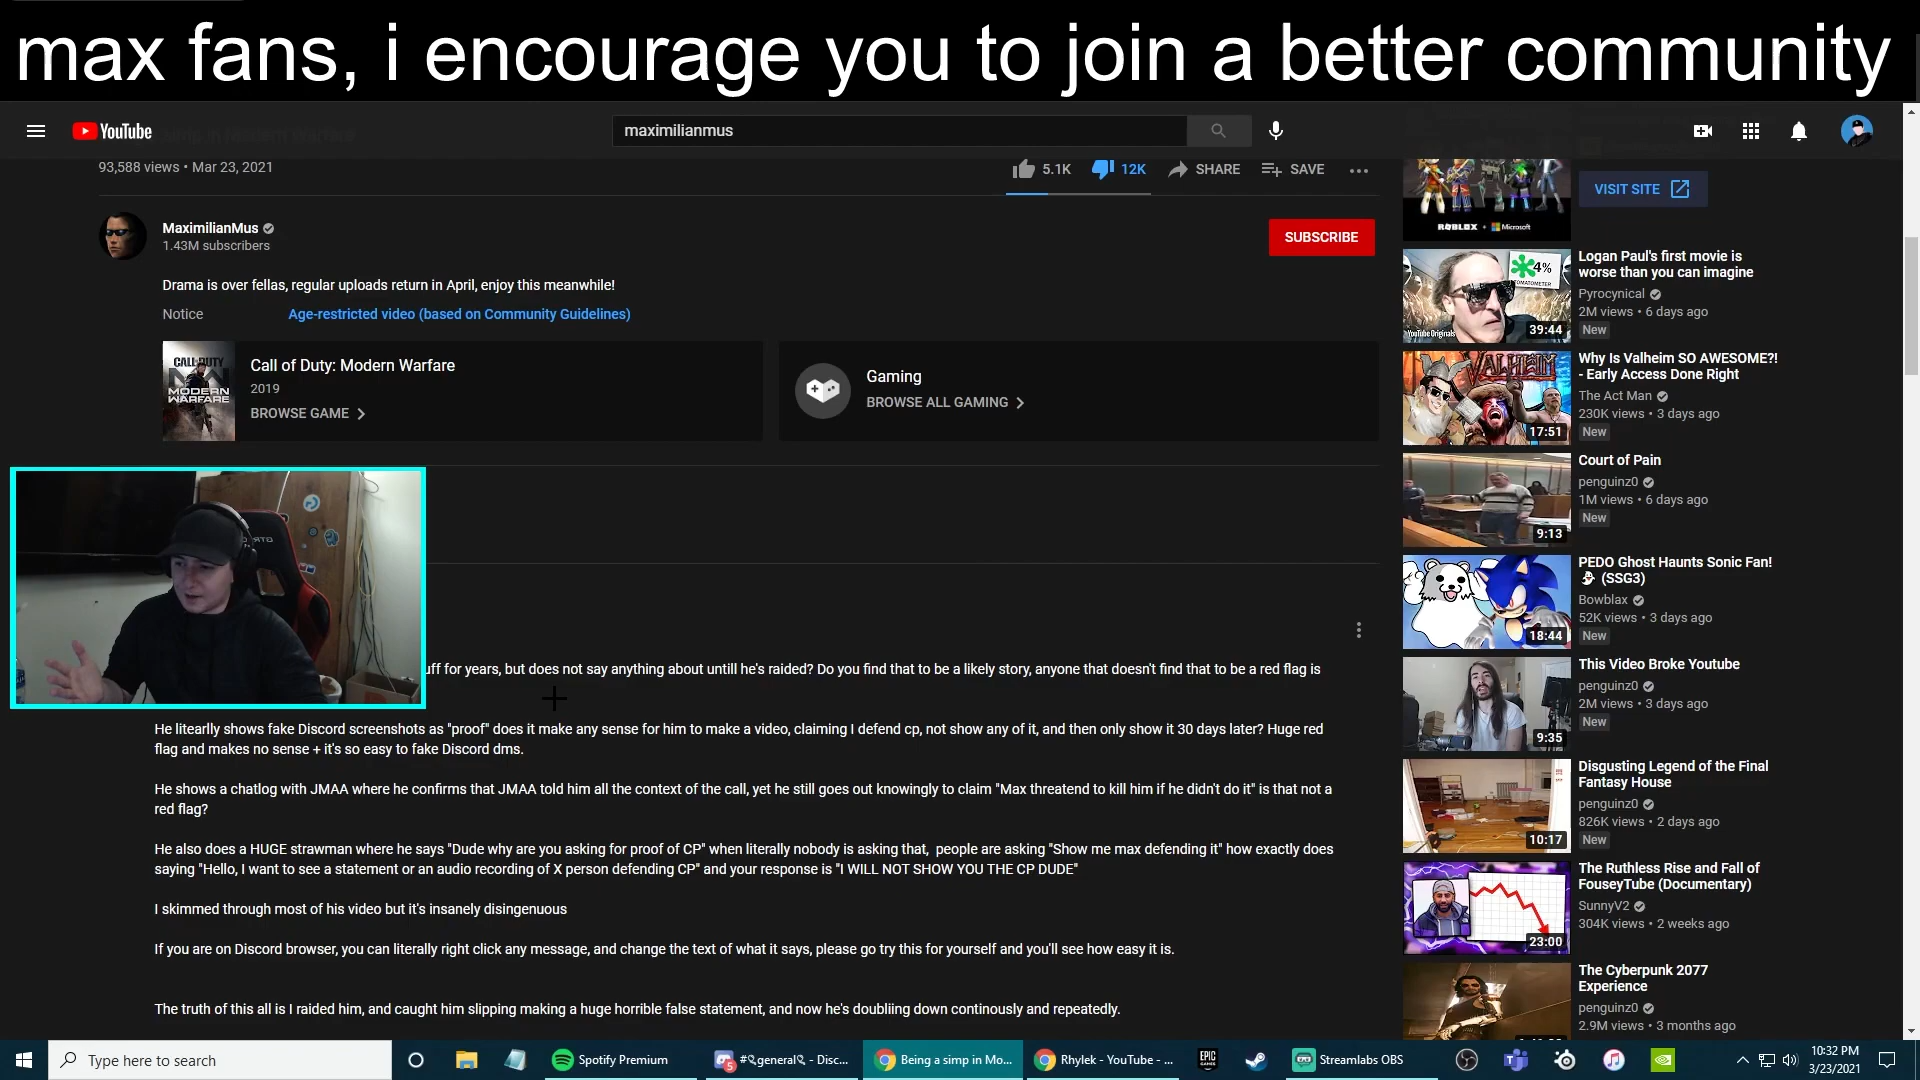 max fans, i encourage you to join a better community
YouTube
maximilianmus
93,588 views • Mar 23, 2021
5.1K
12K
SHARE
SAVE
MaximilianMus
1.43M subscribers
SUBSCRIBE
Drama is over fellas, regular uploads return in April, enjoy this meanwhile!
Notice
Age-restricted video (based on Community Guidelines)
CALL OF DUTY
MODERN
WARFARE
Call of Duty: Modern Warfare
2019
BROWSE GAME
Gaming
BROWSE ALL GAMING
uff for years, but does not say anything about untill he's raided? Do you find that to be a likely story, anyone that doesn't find that to be a red flag is
He litearlly shows fake Discord screenshots as "proof" does it make any sense for him to make a video, claiming I defend cp, not show any of it, and then only show it 30 days later? Huge red
flag and makes no sense + it's so easy to fake Discord dms.
He shows a chatlog with JMAA where he confirms that JMAA told him all the context of the call, yet he still goes out knowingly to claim "Max threatend to kill him if he didn't do it" is that not a
red flag?
He also does a HUGE strawman where he says "Dude why are you asking for proof of CP" when literally nobody is asking that, people are asking "Show me max defending it" how exactly does
saying "Hello, I want to see a statement or an audio recording of X person defending CP" and your response is "I WILL NOT SHOW YOU THE CP DUDE"
I skimmed through most of his video but it's insanely disingenuous
If you are on Discord browser, you can literally right click any message, and change the text of what it says, please go try this for yourself and you'll see how easy it is.
The truth of this all is I raided him, and caught him slipping making a huge horrible false statement, and now he's doubliing down continously and repeatedly.
ROBLOX
Microsoft
VISIT SITE
4%
YouTube Originals
39:44
Logan Paul's first movie is
worse than you can imagine
Pyrocynical
2M views • 6 days ago
New
VALHEIM
17:51
Why Is Valheim SO AWESOME?!
- Early Access Done Right
The Act Man
230K views • 3 days ago
New
9:13
Court of Pain
penguinz0
1M views • 6 days ago
New
18:44
PEDO Ghost Haunts Sonic Fan!
(SSG3)
Bowblax
52K views • 3 days ago
New
9:35
This Video Broke Youtube
penguinz0
2M views • 3 days ago
New
10:17
Disgusting Legend of the Final
Fantasy House
penguinz0
826K views • 2 days ago
New
23:00
The Ruthless Rise and Fall of
FouseyTube (Documentary)
SunnyV2
304K views • 2 weeks ago
The Cyberpunk 2077
Experience
penguinz0
2.9M views • 3 months ago
Type here to search
Spotify Premium
5
general - Disc...
Being a simp in Mo...
Rhylek - YouTube - ...
EPIC
GAMES
Streamlabs OBS
10:32 PM
3/23/2021